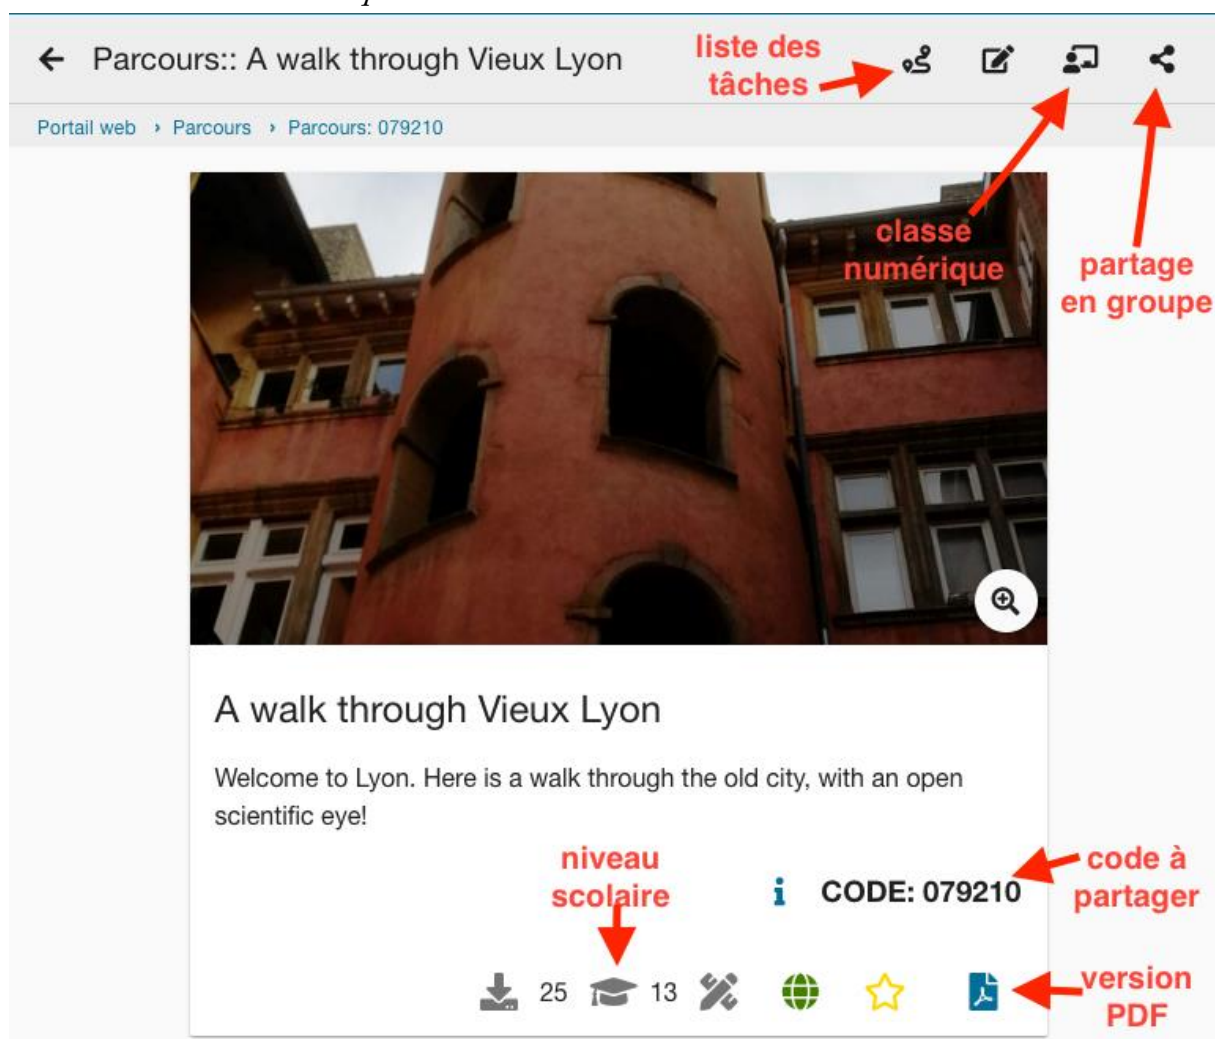 Parcours:: A walk through Vieux Lyon
liste des
tâches
Portail web › Parcours › Parcours: 079210
classe
numérique
partage
en groupe
A walk through Vieux Lyon
Welcome to Lyon. Here is a walk through the old city, with an open
scientific eye!
niveau
scolaire
CODE: 079210
code à
partager
25 13
version
PDF